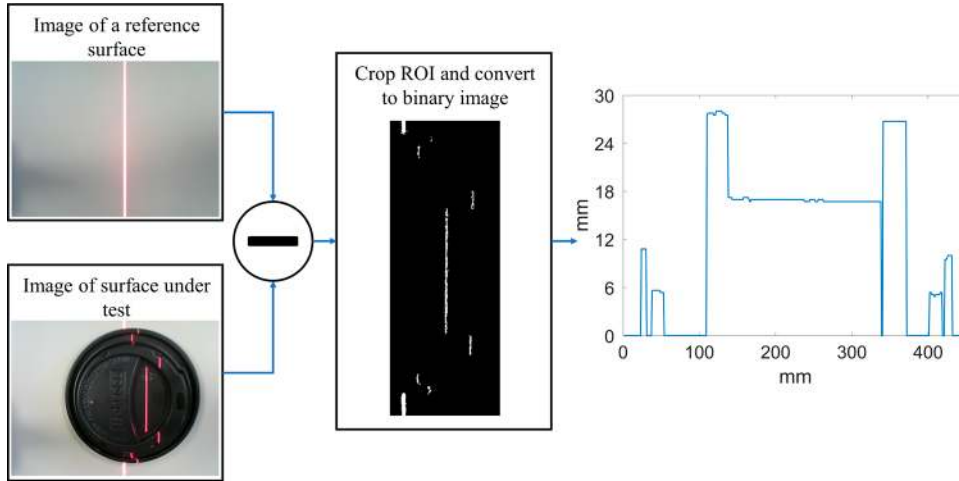 Image of a reference
surface
Image of surface under
test
Crop ROI and convert
to binary image
30
24
18
12
6
0
mm
0
100
200
300
400
mm